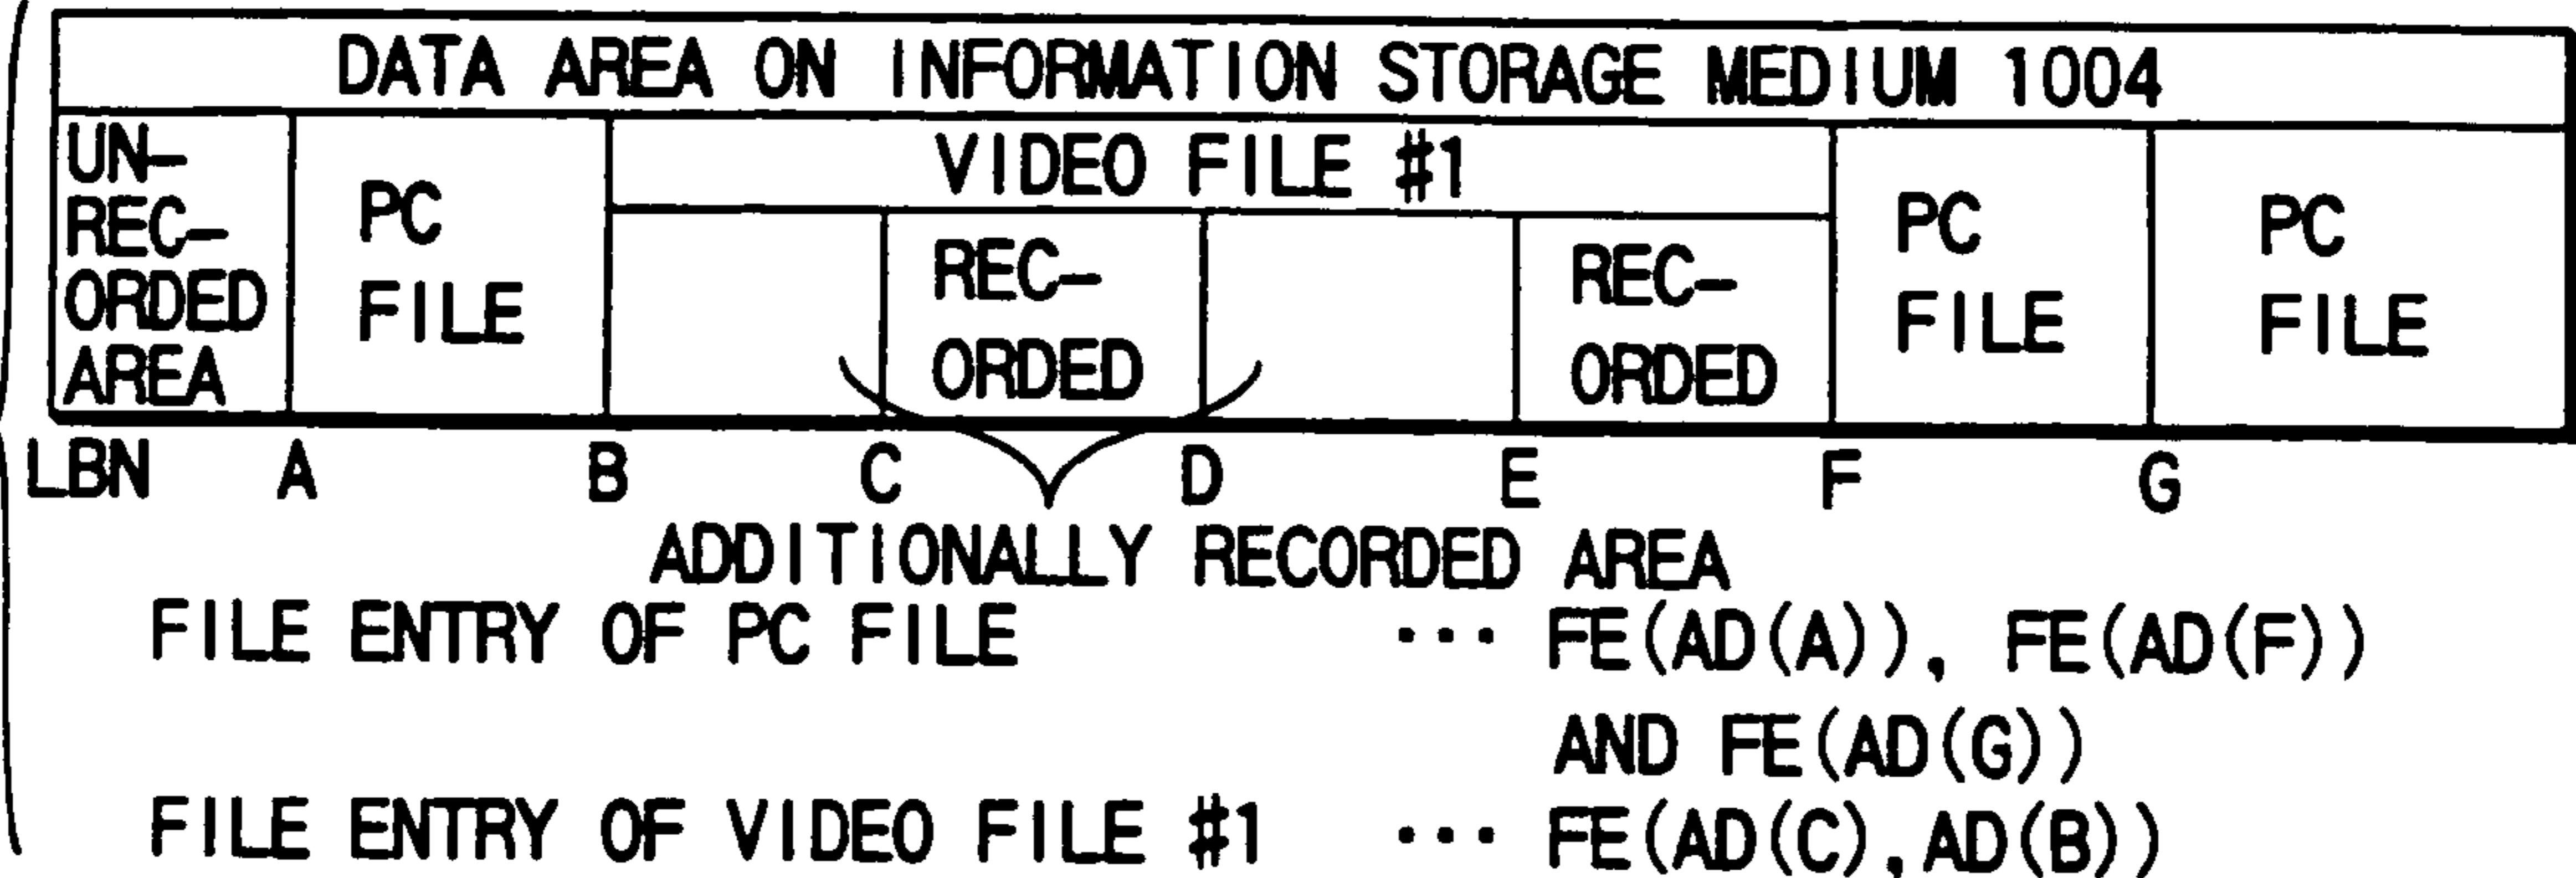 DATA AREA ON INFORMATION STORAGE MEDIUM 1004
UN-
REC-
ORDED
AREA
PC
FILE
VIDEO FILE #1
REC-
ORDED
REC-
ORDED
PC
FILE
PC
FILE
LBN A B C D E F G
ADDITIONALLY RECORDED AREA
FILE ENTRY OF PC FILE ... FE(AD(A)), FE(AD(F))
AND FE(AD(G))
FILE ENTRY OF VIDEO FILE #1 ... FE(AD(C),AD(B))